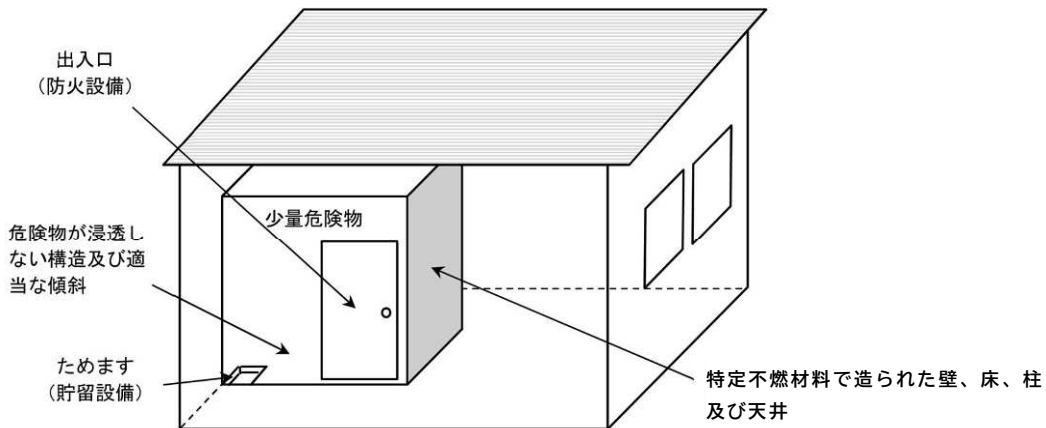 出入口
（防火設備）
少量危険物
危険物が浸透し
ない構造及び適
当な傾斜
ためます
（貯留設備）
特定不燃材料で造られた壁、床、柱
及び天井